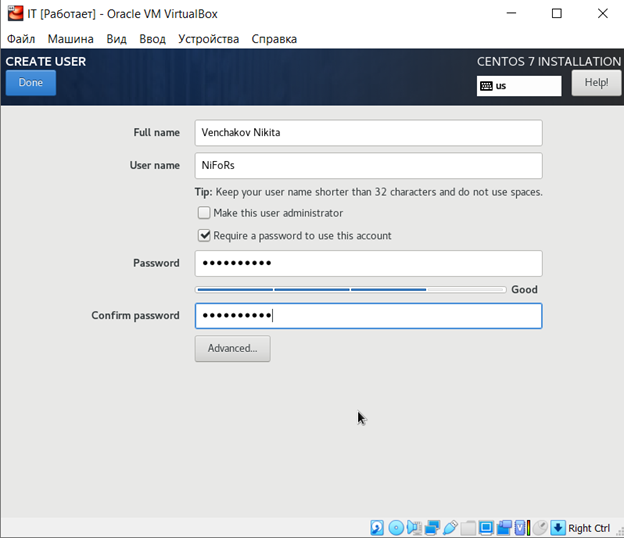 IT [Работает] - Oracle VM VirtualBox
Файл Машина Вид Ввод Устройства Справка
CREATE USER
CENTOS 7 INSTALLATION
Done
us
Help!
Full name
Venchakov Nikita
User name
NiFoRs
Tip: Keep your user name shorter than 32 characters and do not use spaces.
Make this user administrator
Require a password to use this account
Password
●●●●●●●●●●
Good
Confirm password
●●●●●●●●●●
Advanced...
Right Ctrl